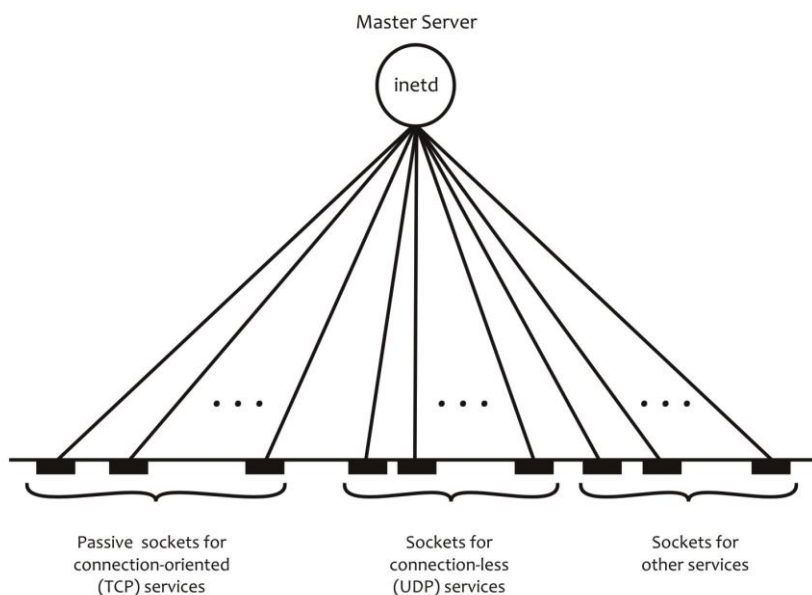 Master Server
inetd
. . .
. . .
. . .
Passive sockets for
connection-oriented
(TCP) services
Sockets for
connection-less
(UDP) services
Sockets for
other services